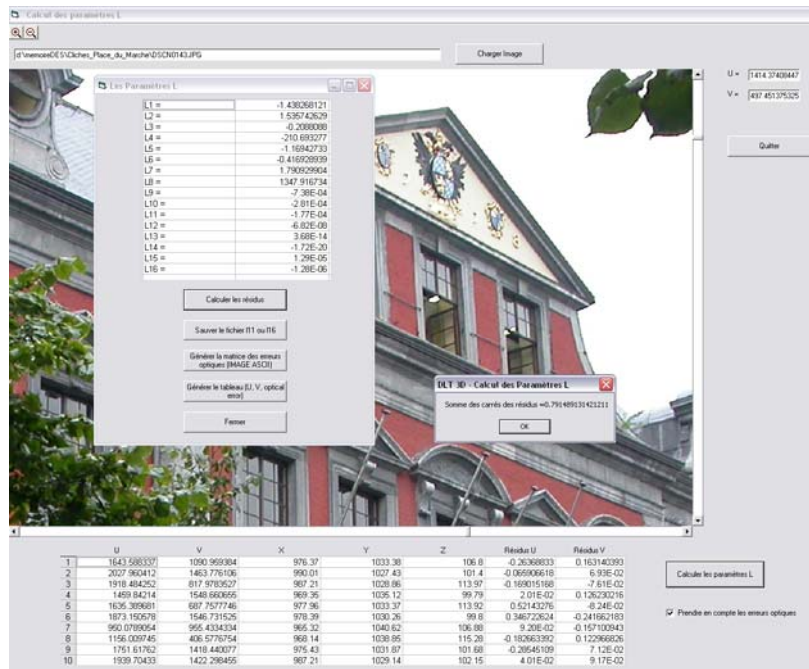 Calcul des paramètres L
d:\memoireDES\Cliches_Place_du_Marche\DSCN0143.JPG
Charger Image
U = 1414.37408447
V = 497.451375325
Quitter
Les Paramètres L
L1 = -1.438268121
L2 = 1.535742629
L3 = -0.2088088
L4 = -210.693277
L5 = -1.16942733
L6 = -0.416928939
L7 = 1.790929904
L8 = 1347.916734
L9 = -7.38E-04
L10 = -2.81E-04
L11 = -1.77E-04
L12 = -6.82E-08
L13 = 3.68E-14
L14 = -1.72E-20
L15 = 1.29E-05
L16 = -1.28E-06
Calculer les résidus
Sauver le fichier l11 ou l16
Générer la matrice des erreurs
optiques (IMAGE ASCII)
Générer le tableau (U, V, optical
error)
Fermer
DLT 3D - Calcul des Paramètres L
Somme des carrés des résidus =0.791489131421211
OK
U V X Y Z Résidus U Résidus V
1 1643.588337 1090.959384 976.37 1033.38 106.8 -0.26368833 0.163140393
2 2027.960412 1463.776106 990.01 1027.43 101.4 -0.065906618 6.93E-02
3 1918.484252 817.9783527 987.21 1028.86 113.97 -0.169015168 -7.61E-02
4 1459.84214 1548.660655 969.35 1035.12 99.79 2.01E-02 0.126230216
5 1635.389681 687.7577746 977.96 1033.37 113.92 0.52143276 -8.24E-02
6 1873.150578 1546.731525 978.39 1030.26 99.8 0.346722624 -0.241662183
7 950.0789054 955.4334334 965.32 1040.62 106.88 9.20E-02 -0.157100943
8 1156.009745 406.5776754 968.14 1038.85 115.28 -0.182663392 0.122966826
9 1751.61762 1418.440077 975.43 1031.87 101.68 -0.28545109 7.12E-02
10 1939.70433 1422.298455 987.21 1029.14 102.15 4.01E-02 9.17E-02
Calculer les paramètres L
Prendre en compte les erreurs optiques